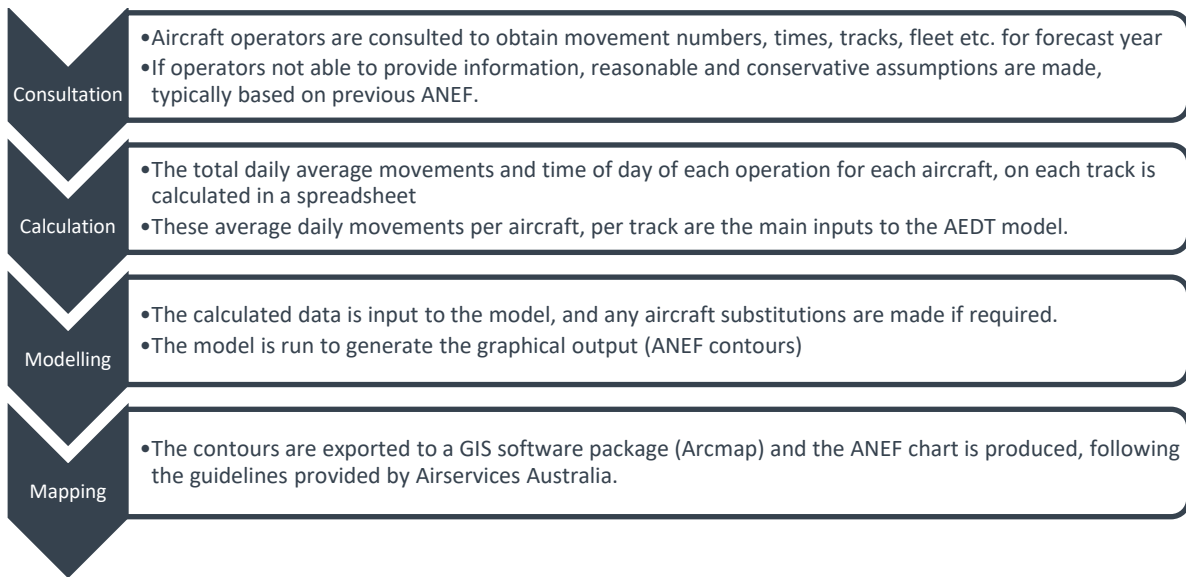 Consultation
•Aircraft operators are consulted to obtain movement numbers, times, tracks, fleet etc. for forecast year
•If operators not able to provide information, reasonable and conservative assumptions are made,
typically based on previous ANEF.
Calculation
•The total daily average movements and time of day of each operation for each aircraft, on each track is
calculated in a spreadsheet
•These average daily movements per aircraft, per track are the main inputs to the AEDT model.
Modelling
•The calculated data is input to the model, and any aircraft substitutions are made if required.
•The model is run to generate the graphical output (ANEF contours)
Mapping
•The contours are exported to a GIS software package (Arcmap) and the ANEF chart is produced, following
the guidelines provided by Airservices Australia.